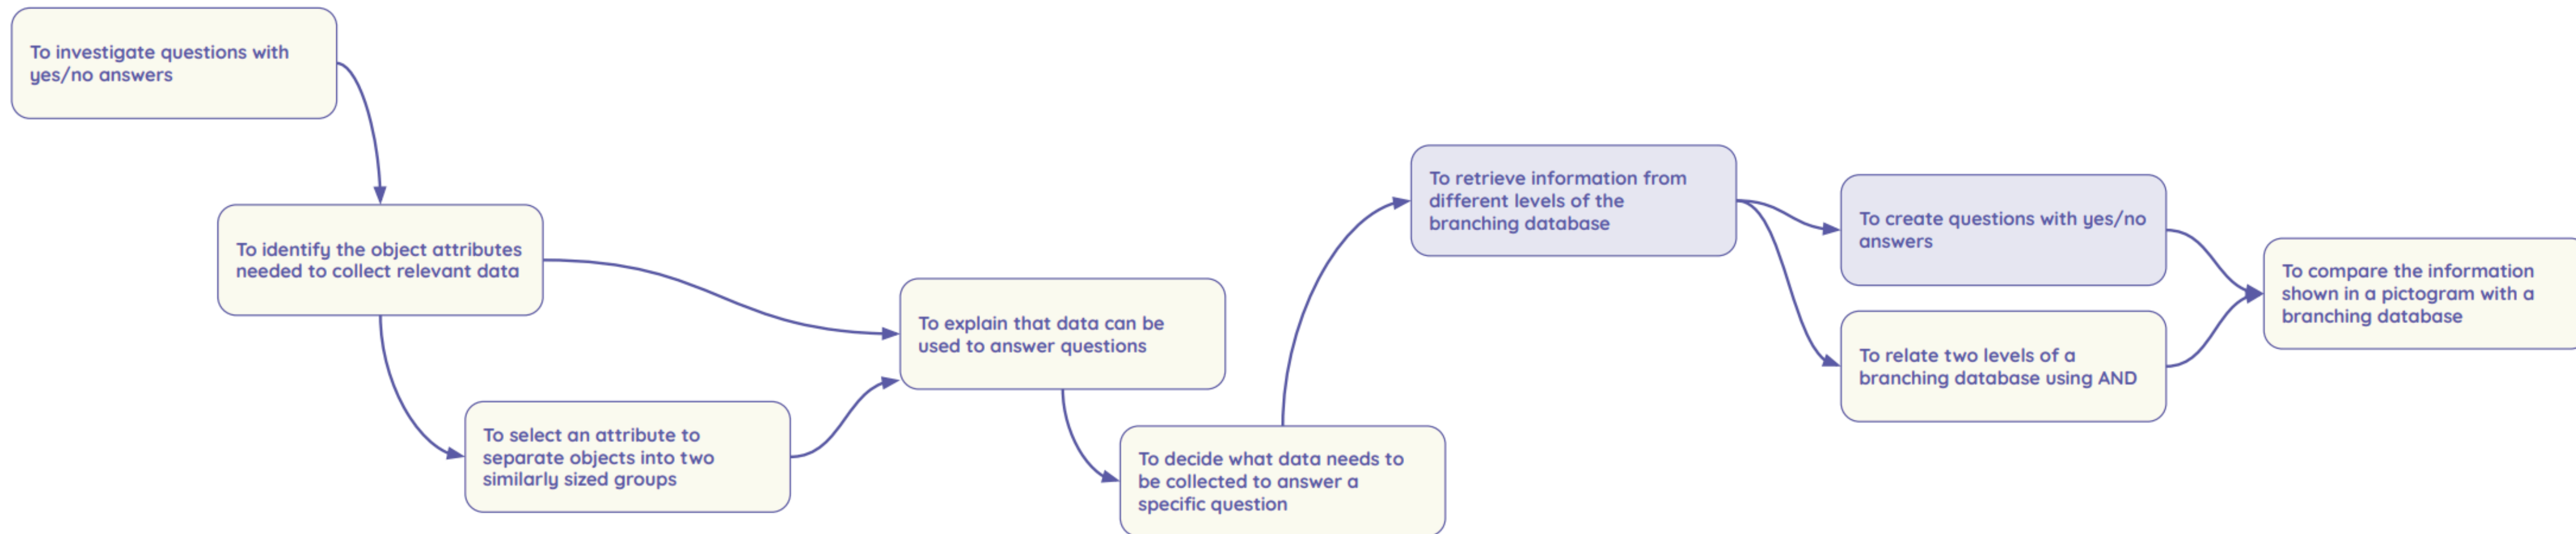 To investigate questions with
yes/no answers
To identify the object attributes
needed to collect relevant data
To select an attribute to
separate objects into two
similarly sized groups
To explain that data can be
used to answer questions
To decide what data needs to
be collected to answer a
specific question
To retrieve information from
different levels of the
branching database
To create questions with yes/no
answers
To relate two levels of a
branching database using AND
To compare the information
shown in a pictogram with a
branching database